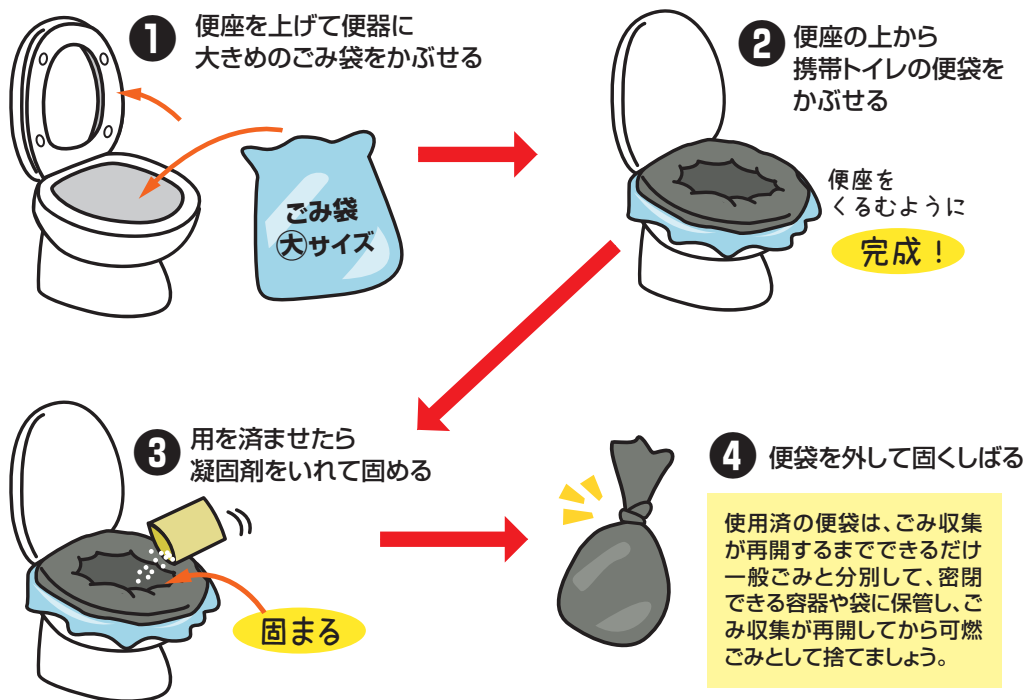 1 便座を上げて便器に
大きめのごみ袋をかぶせる
ごみ袋
大サイズ
2 便座の上から
携帯トイレの便袋を
かぶせる
便座を
くるむように
完成！
3 用を済ませたら
凝固剤をいれて固める
固まる
4 便袋を外して固くしばる
使用済の便袋は、ごみ収集
が再開するまでできるだけ
一般ごみと分別して、密閉
できる容器や袋に保管し、ご
み収集が再開してから可燃
ごみとして捨てましょう。